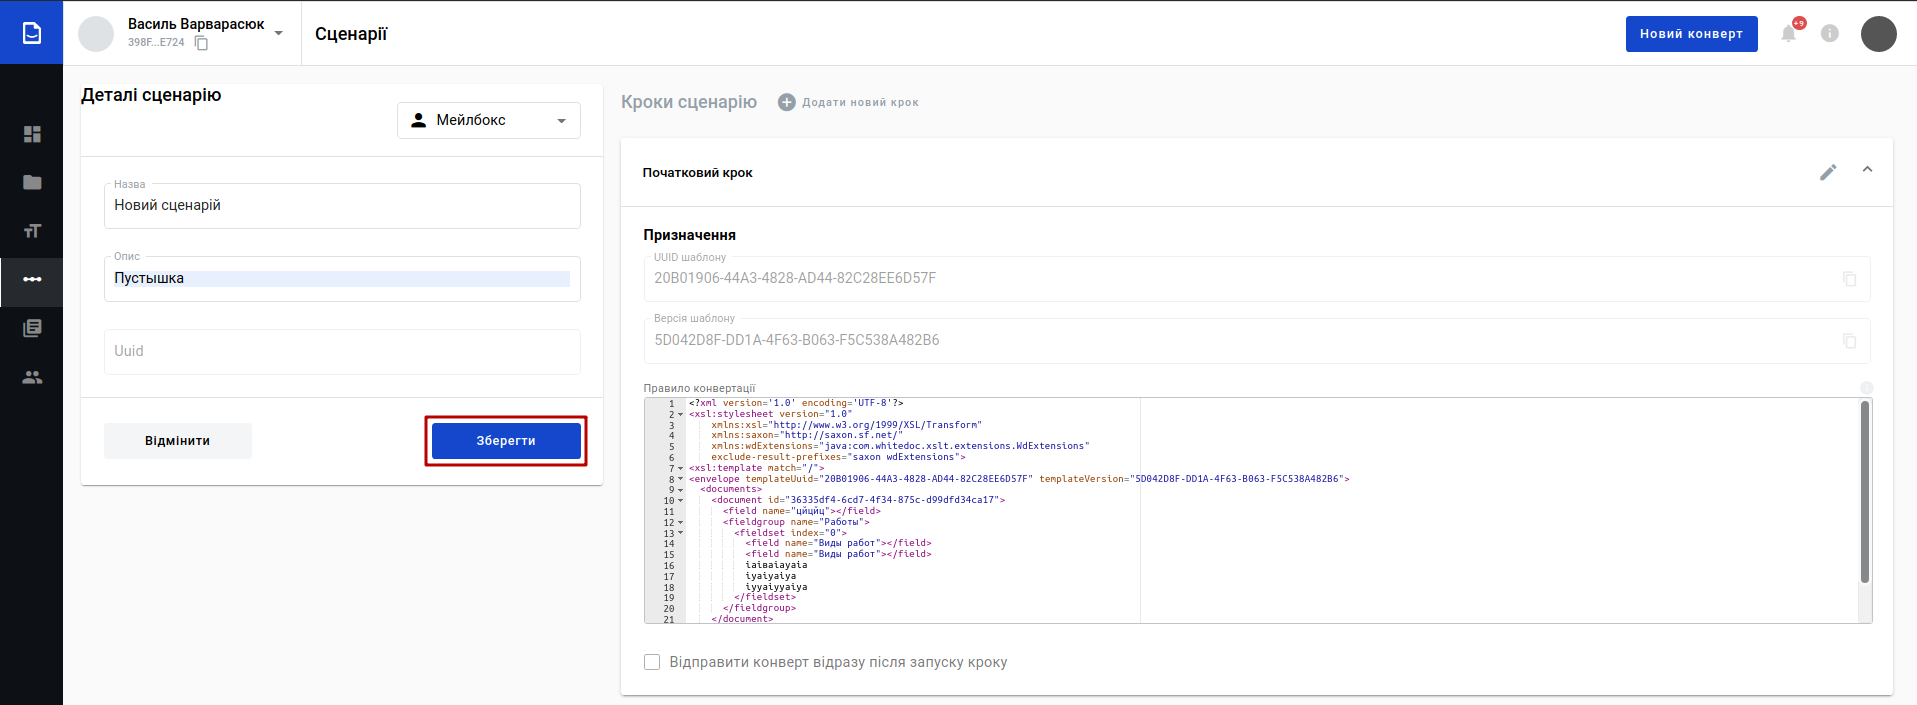 Василь Варварасюк
398F...E724
Сценарії
Новий конверт
+9
Деталі сценарію
Мейлбокс
Назва
Новий сценарій
Опис
Пустышка
Uuid
Відмінити
Зберегти
Кроки сценарію
Додати новий крок
Початковий крок
Призначення
UUID шаблону
20B01906-44A3-4828-AD44-82C28EE6D57F
Версія шаблону
5D042D8F-DD1A-4F63-B063-F5C538A482B6
Правило конвертації
1 <?xml version='1.0' encoding='UTF-8'?>
2 <xsl:stylesheet version="1.0"
3 xmlns:xsl="http://www.w3.org/1999/XSL/Transform"
4 xmlns:saxon="http://saxon.sf.net/"
5 xmlns:wdExtensions="java:com.whitedoc.xslt.extensions.WdExtensions"
6 exclude-result-prefixes="saxon wdExtensions">
7 <xsl:template match="/">
8 <envelope templateUuid="20B01906-44A3-4828-AD44-82C28EE6D57F" templateVersion="5D042D8F-DD1A-4F63-B063-F5C538A482B6">
9 <documents>
10 <document id="36335df4-6cd7-4f34-875c-d99dfd34ca17">
11 <field name="цйцйц"></field>
12 <fieldgroup name="Работы">
13 <fieldset index="0">
14 <field name="Виды работ"></field>
15 <field name="Виды работ"></field>
16 іаіваіауаіа
17 іуаіуаіуа
18 іууаіууаіуа
19 </fieldset>
20 </fieldgroup>
21 </document>
Відправити конверт відразу після запуску кроку